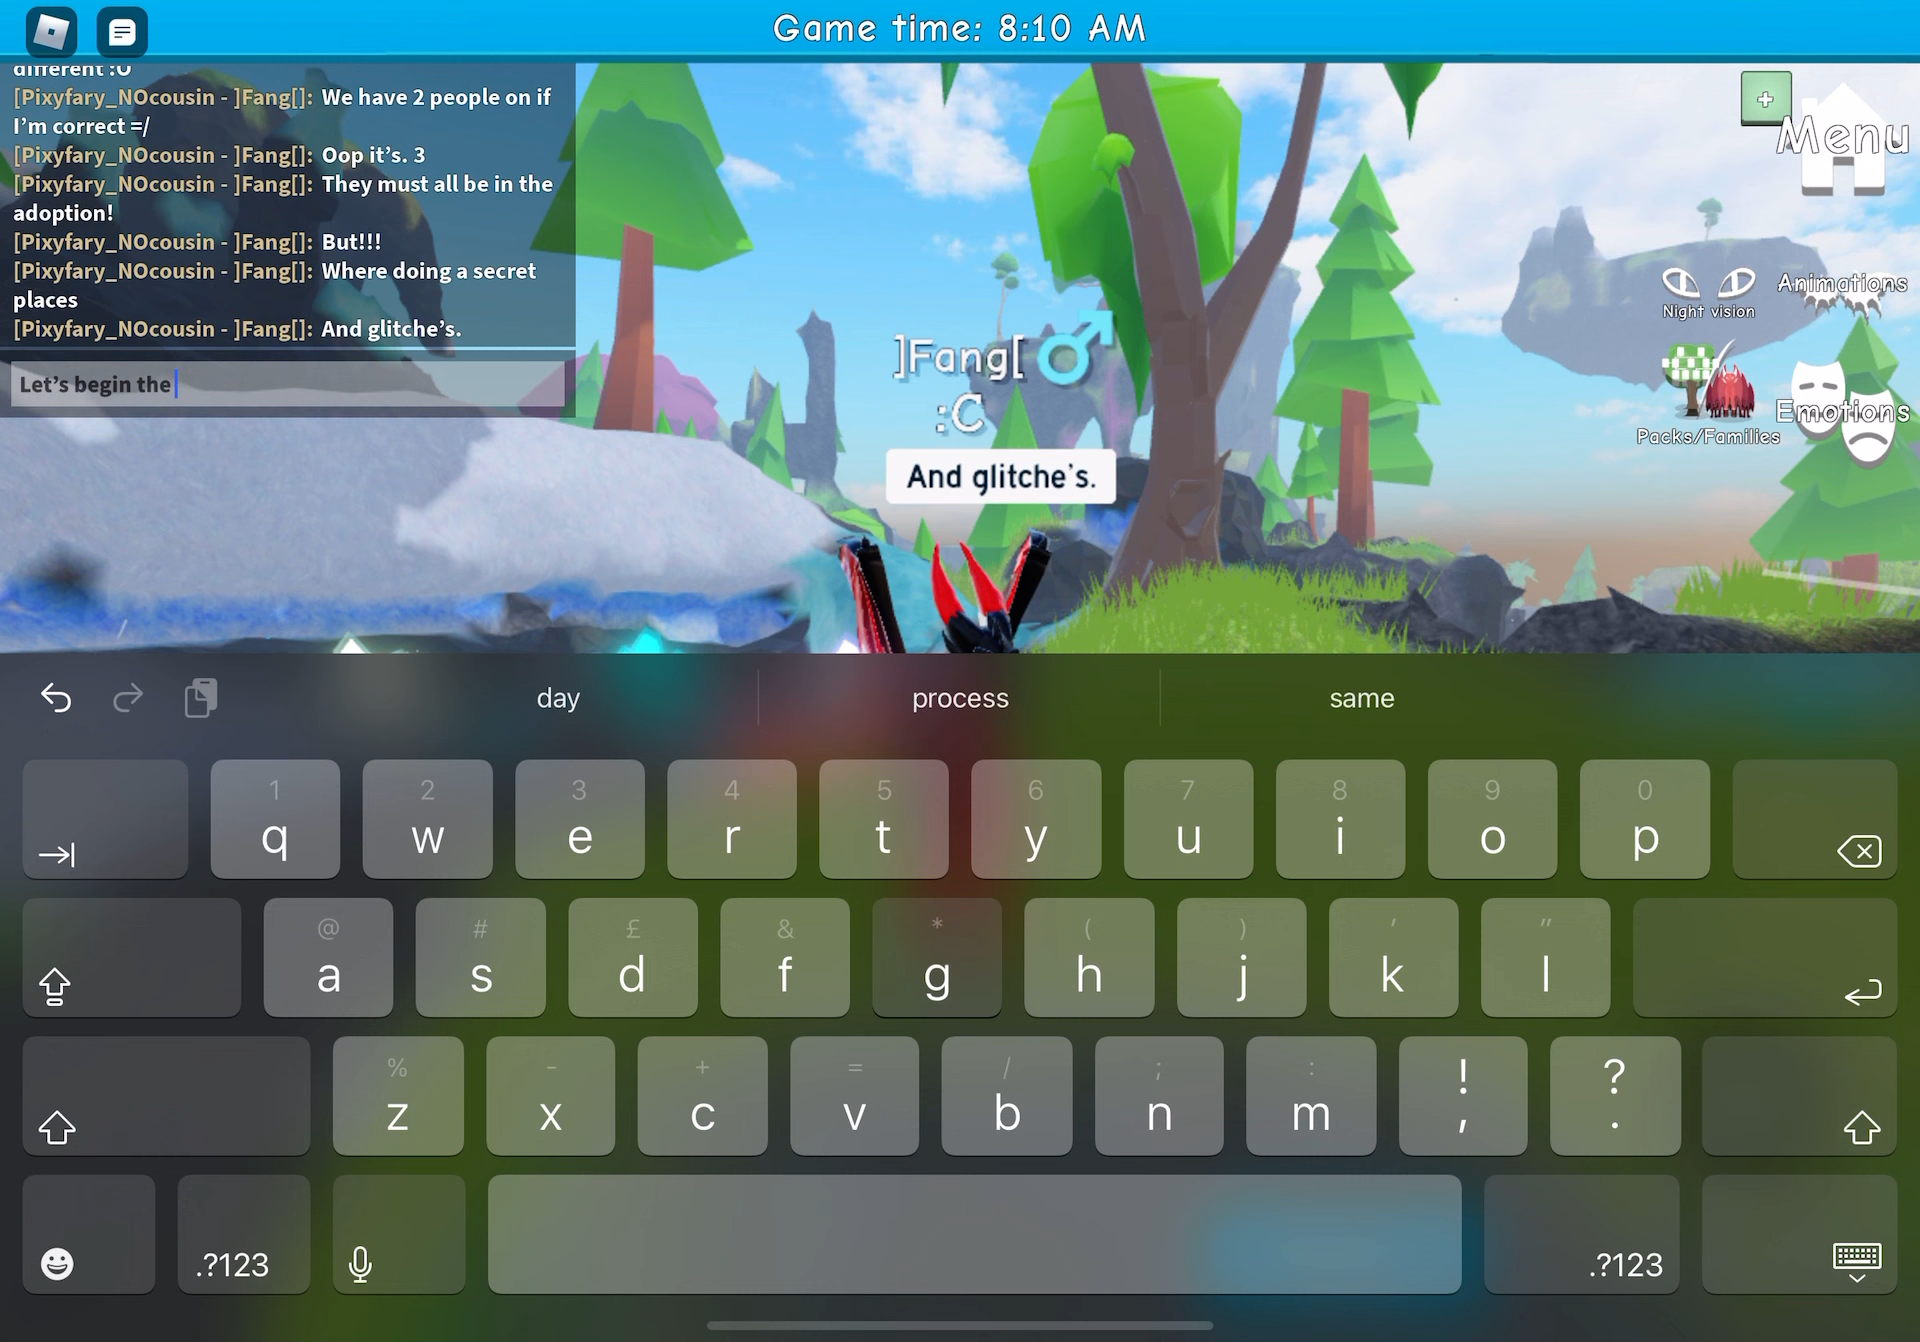 Game time: 8:10 AM
different :O
[Pixyfary_NOcousin - ]Fang[]: We have 2 people on if
I'm correct =/
[Pixyfary_NOcousin - ]Fang[]: Oop it's. 3
[Pixyfary_NOcousin - ]Fang[]: They must all be in the
adoption!
[Pixyfary_NOcousin - ]Fang[]: But!!!
[Pixyfary_NOcousin - ]Fang[]: Where doing a secret
places
[Pixyfary_NOcousin - ]Fang[]: And glitche's.
Let's begin the
]Fang[ ♂
:C
And glitche's.
+
Menu
Night vision
Animations
Packs/Families
Emotions
day process same
1 2 3 4 5 6 7 8 9 0
q w e r t y u i o p
@ # £ & * ( ) ' "
a s d f g h j k l
% - + = / ; : ! ?
z x c v b n m , .
.?123 .?123